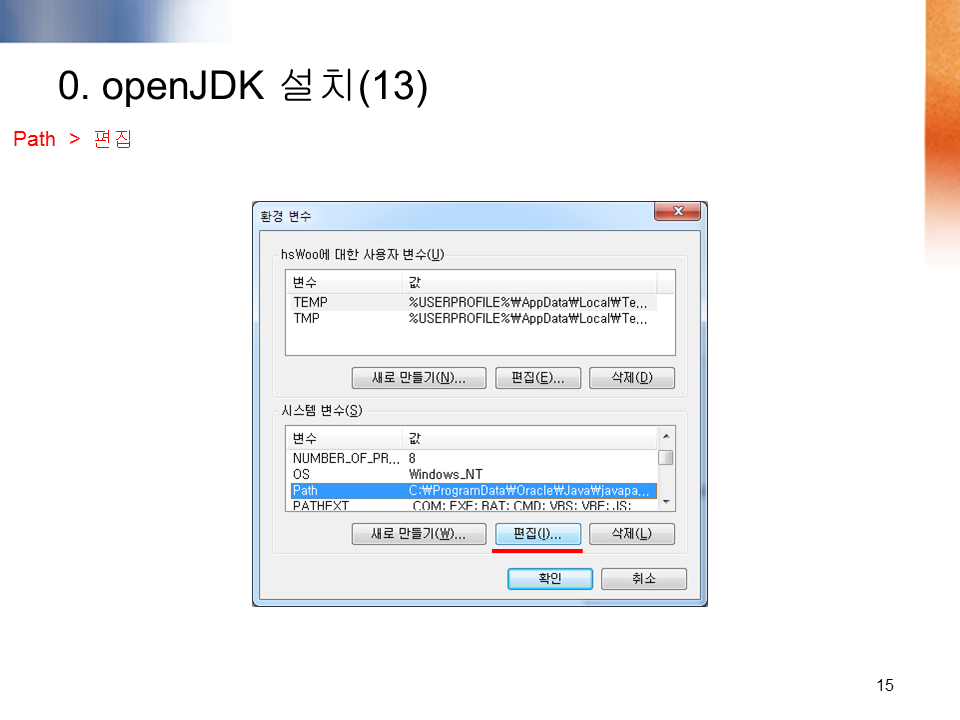 0. openJDK 설치(13)
Path > 편집
환경 변수
hsWoo에 대한 사용자 변수(U)
변수 값
TEMP %USERPROFILE%₩AppData₩Local₩Te...
TMP %USERPROFILE%₩AppData₩Local₩Te...
새로 만들기(N)... 편집(E)... 삭제(D)
시스템 변수(S)
변수 값
NUMBER_OF_PR... 8
OS Windows_NT
Path C:₩ProgramData₩Oracle₩Java₩javapa...
PATHEXT .COM;.EXE;.BAT;.CMD;.VBS;.VBE;.JS;
새로 만들기(W)... 편집(I)... 삭제(L)
확인 취소
15